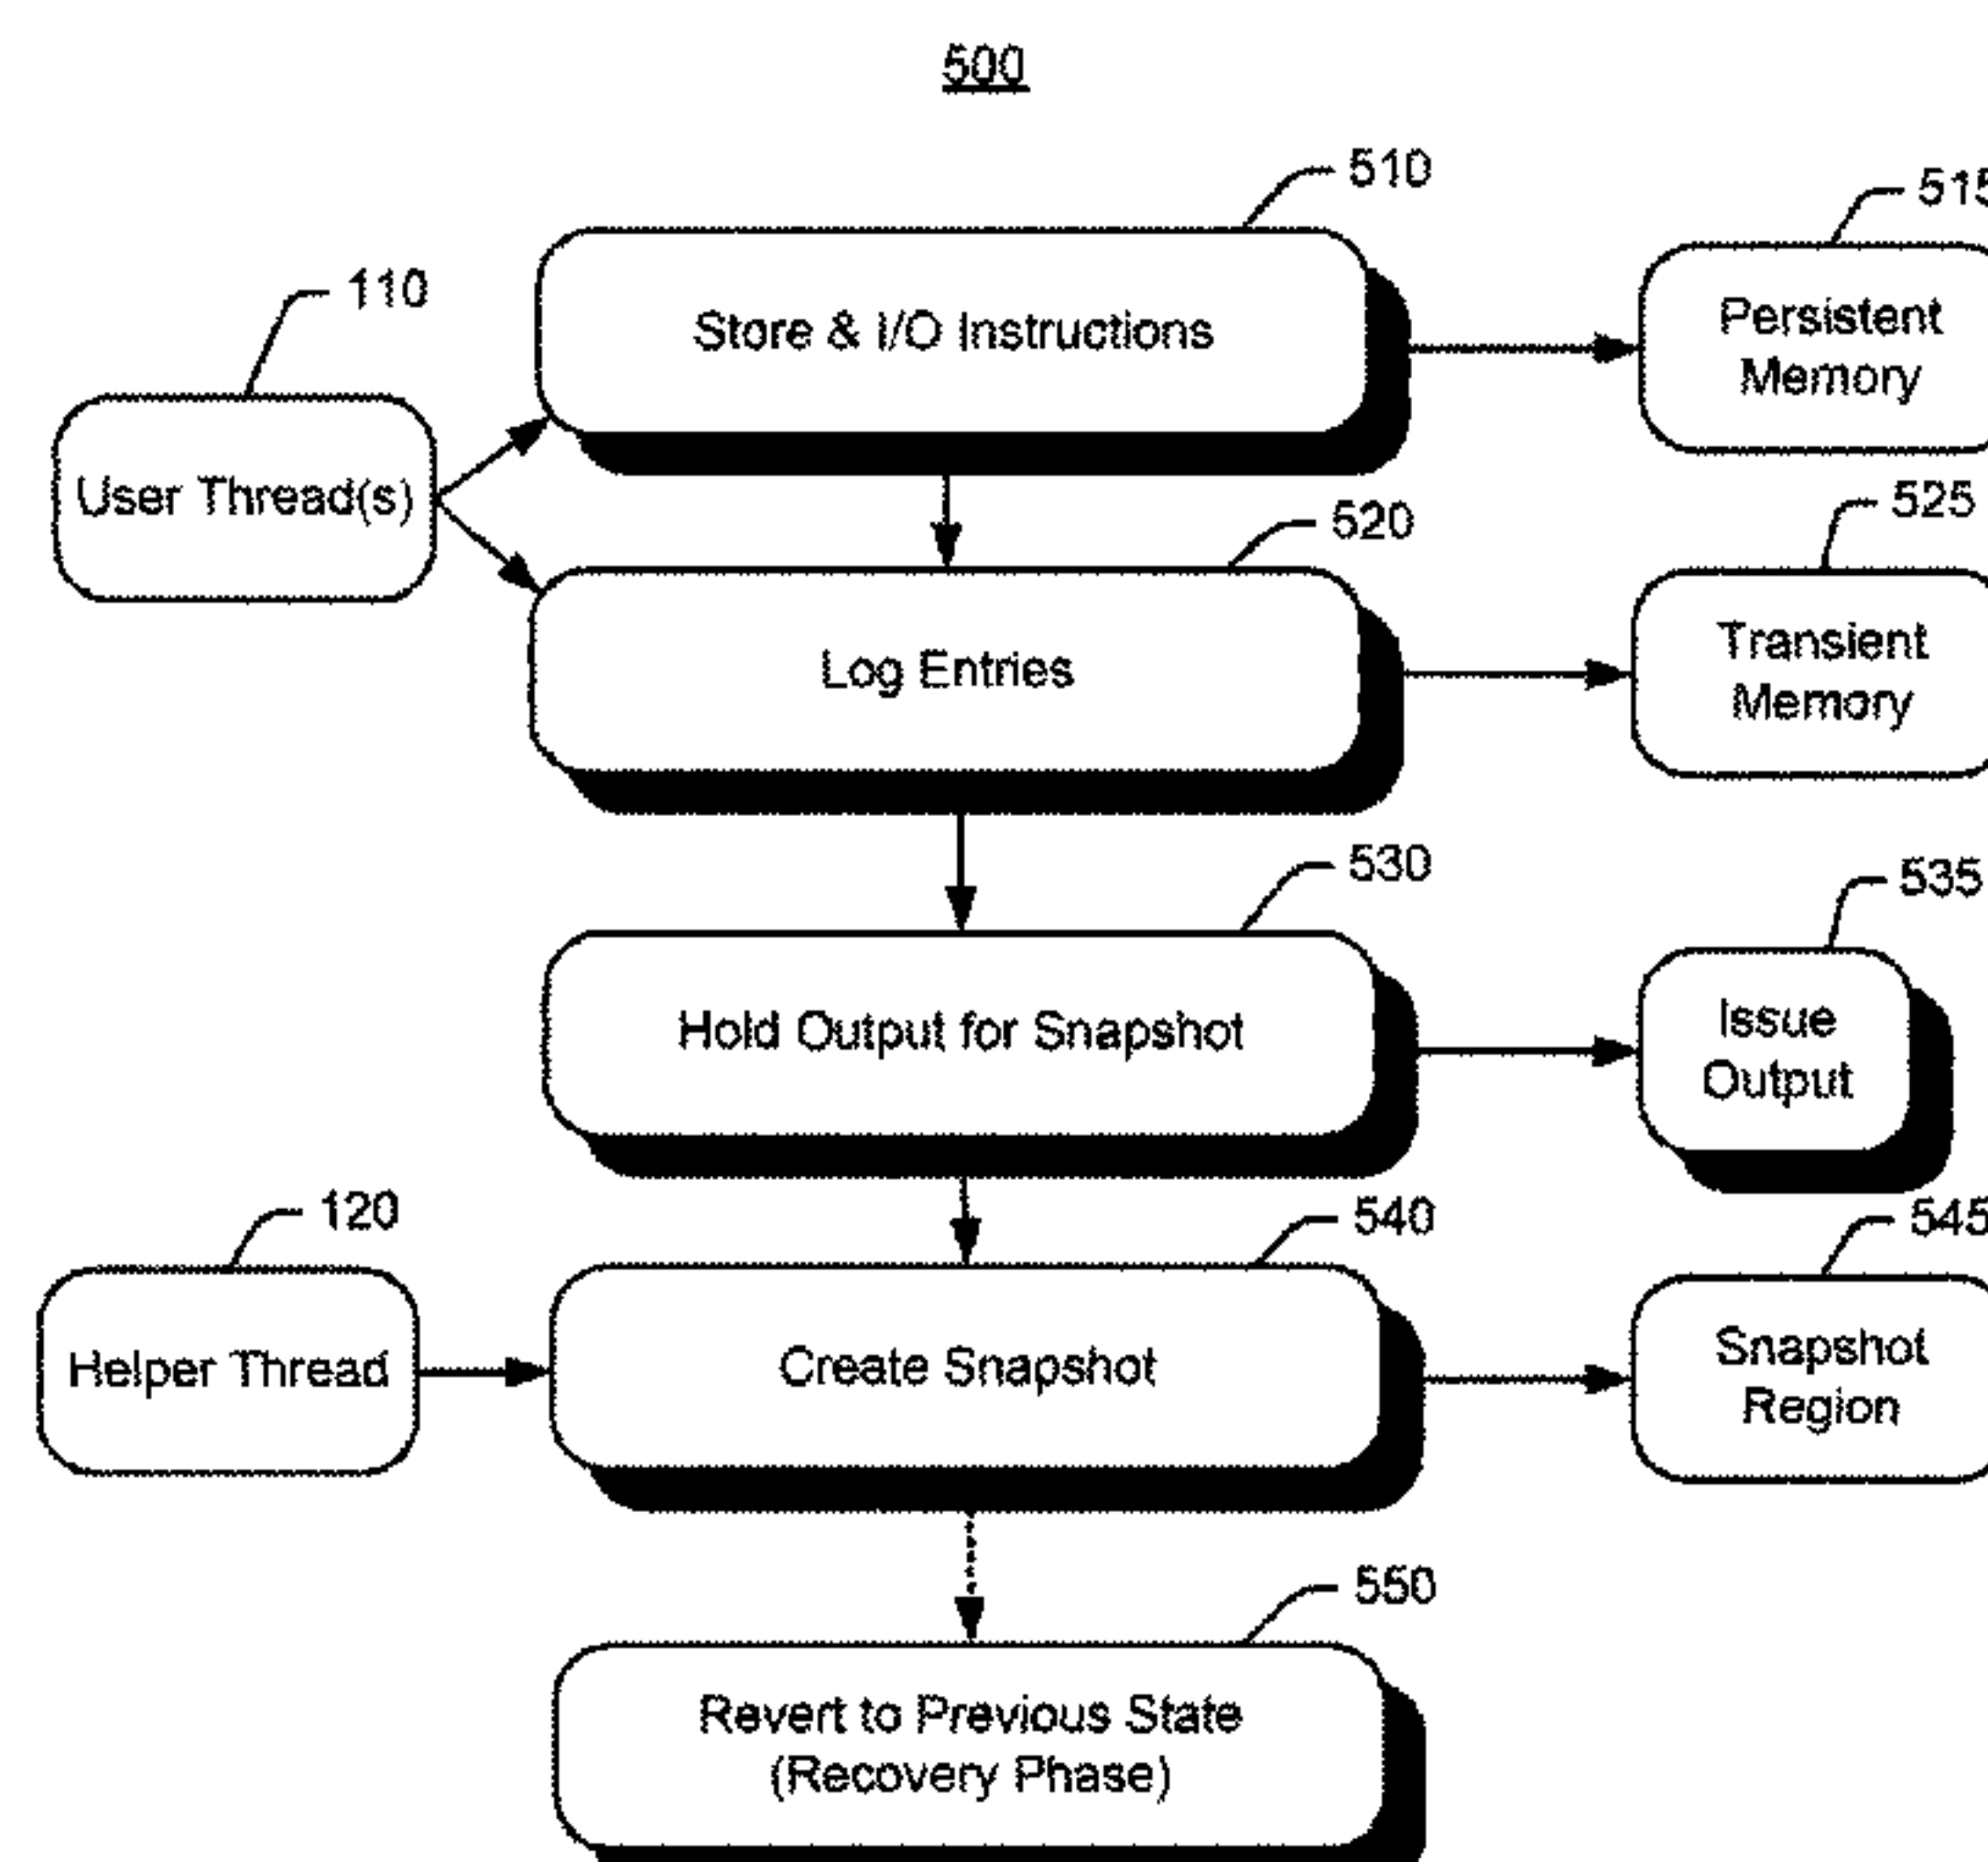 500
510
515
110
Store & I/O Instructions
Persistent
Memory
User Thread(s)
520
525
Log Entries
Transient
Memory
530
535
Hold Output for Snapshot
Issue
Output
120
540
545
Helper Thread
Create Snapshot
Snapshot
Region
550
Revert to Previous State
(Recovery Phase)